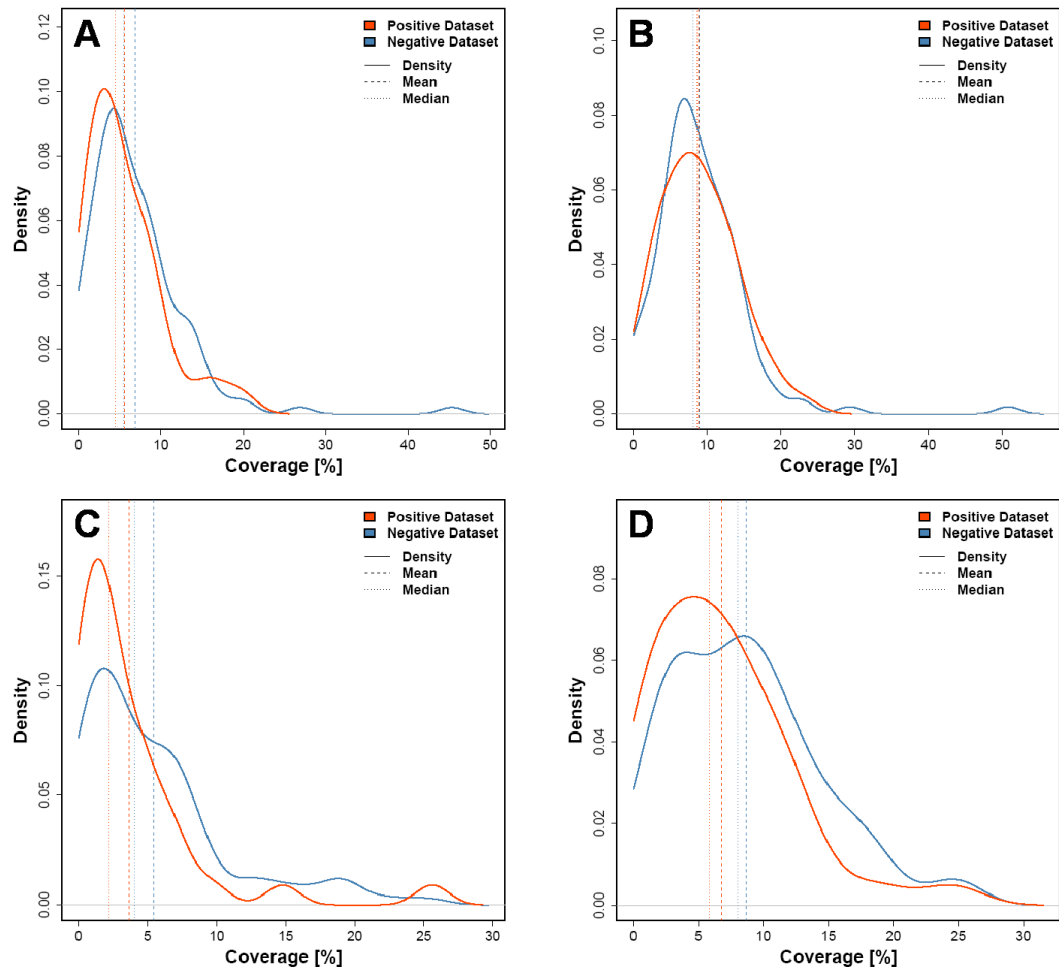 A
Positive Dataset
Negative Dataset
Density
Mean
Median
Density
0.12
0.10
0.08
0.06
0.04
0.02
0.00
0 10 20 30 40 50
Coverage [%]
B
Positive Dataset
Negative Dataset
Density
Mean
Median
Density
0.10
0.08
0.06
0.04
0.02
0.00
0 10 20 30 40 50
Coverage [%]
C
Positive Dataset
Negative Dataset
Density
Mean
Median
Density
0.15
0.10
0.05
0.00
0 5 10 15 20 25 30
Coverage [%]
D
Positive Dataset
Negative Dataset
Density
Mean
Median
Density
0.08
0.06
0.04
0.02
0.00
0 5 10 15 20 25 30
Coverage [%]